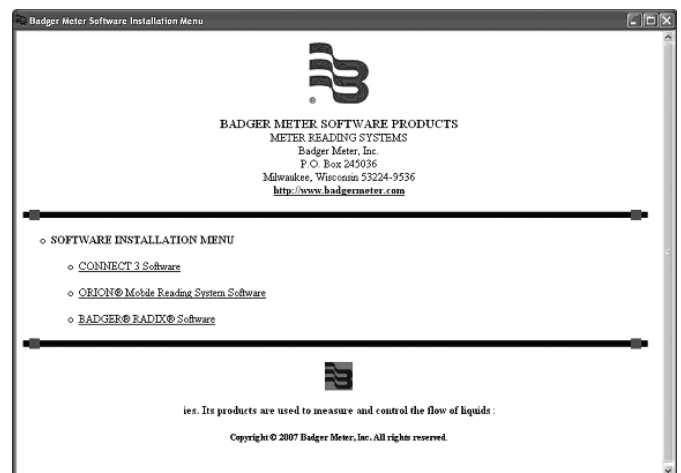 Badger Meter Software Installation Menu
®
BADGER METER SOFTWARE PRODUCTS
METER READING SYSTEMS
Badger Meter, Inc.
P.O. Box 245036
Milwaukee, Wisconsin 53224-9536
http://www.badgermeter.com
SOFTWARE INSTALLATION MENU
CONNECT 3 Software
ORION® Mobile Reading System Software
BADGER® RADIX® Software
ies. Its products are used to measure and control the flow of liquids :
Copyright © 2007 Badger Meter, Inc. All rights reserved.